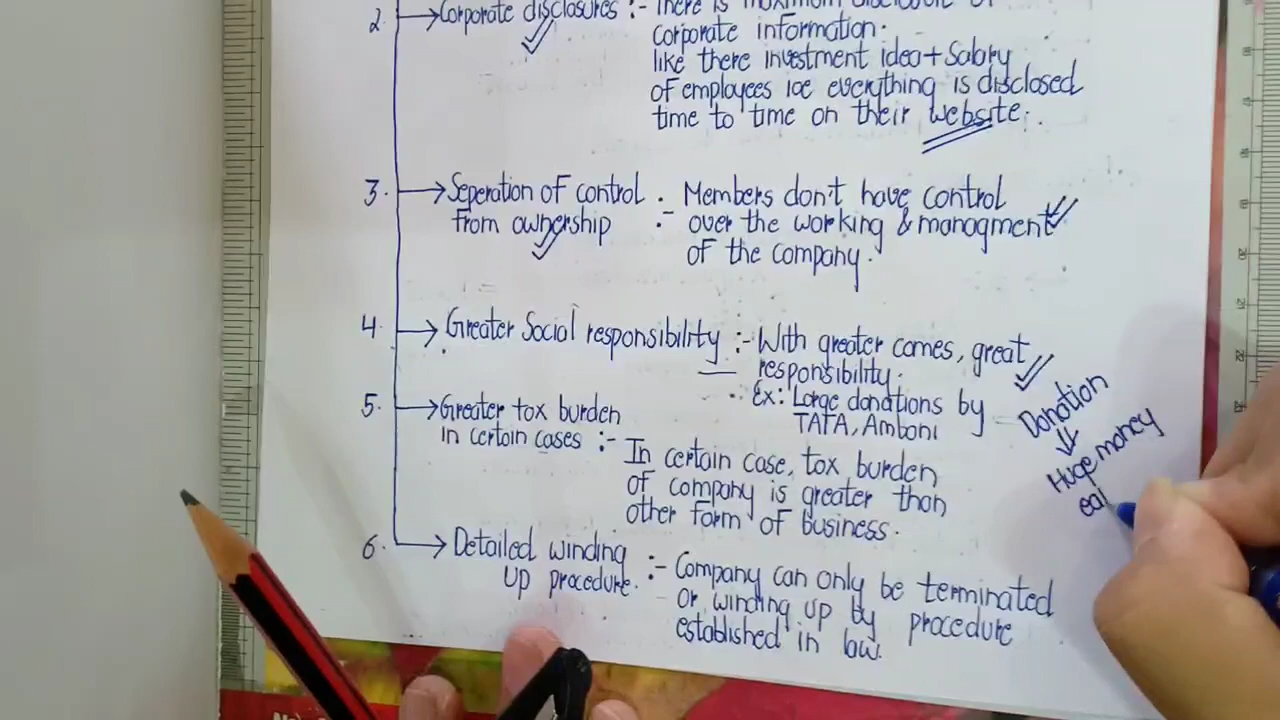 2. Corporate disclosures :- There is maximum
corporate information.
like there investment idea + Salary
of employees ice everything is disclosed
time to time on their website.
3. Seperation of control :- Members don't have control
from ownership over the working & managment
of the company.
4. Greater Social responsibility :- With greater comes, great
responsibility.
Ex: Large donations by
TATA, Ambani
Donation
Huge money
ea
5. Greater tax burden
in certain cases :- In certain case, tax burden
of company is greater than
other form of business.
6. Detailed winding :- Company can only be terminated
up procedure. or winding up by procedure
established in law.